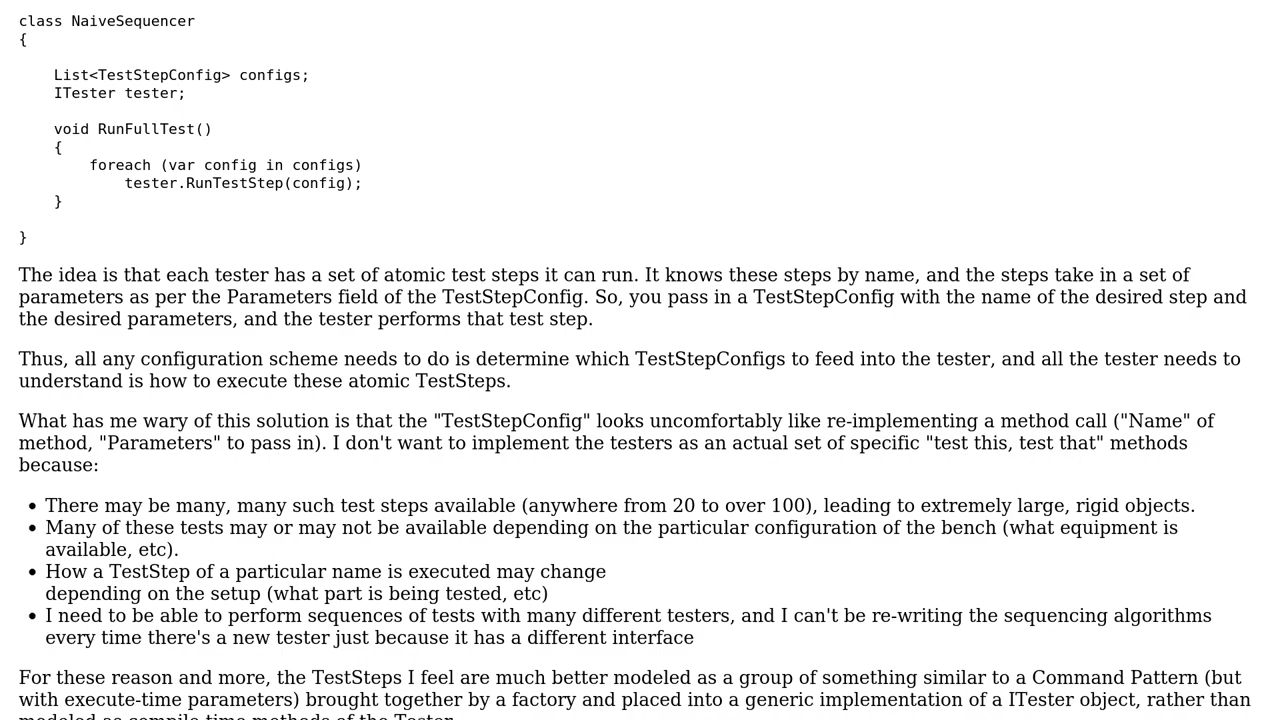 class NaiveSequencer
{
List<TestStepConfig> configs;
ITester tester;
void RunFullTest()
{
foreach (var config in configs)
tester.RunTestStep(config);
}
}
The idea is that each tester has a set of atomic test steps it can run. It knows these steps by name, and the steps take in a set of
parameters as per the Parameters field of the TestStepConfig. So, you pass in a TestStepConfig with the name of the desired step and
the desired parameters, and the tester performs that test step.
Thus, all any configuration scheme needs to do is determine which TestStepConfigs to feed into the tester, and all the tester needs to
understand is how to execute these atomic TestSteps.
What has me wary of this solution is that the "TestStepConfig" looks uncomfortably like re-implementing a method call ("Name" of
method, "Parameters" to pass in). I don't want to implement the testers as an actual set of specific "test this, test that" methods
because:
• There may be many, many such test steps available (anywhere from 20 to over 100), leading to extremely large, rigid objects.
• Many of these tests may or may not be available depending on the particular configuration of the bench (what equipment is
available, etc).
• How a TestStep of a particular name is executed may change
depending on the setup (what part is being tested, etc)
• I need to be able to perform sequences of tests with many different testers, and I can't be re-writing the sequencing algorithms
every time there's a new tester just because it has a different interface
For these reason and more, the TestSteps I feel are much better modeled as a group of something similar to a Command Pattern (but
with execute-time parameters) brought together by a factory and placed into a generic implementation of a ITester object, rather than
modeled as compile-time methods of the Tester.